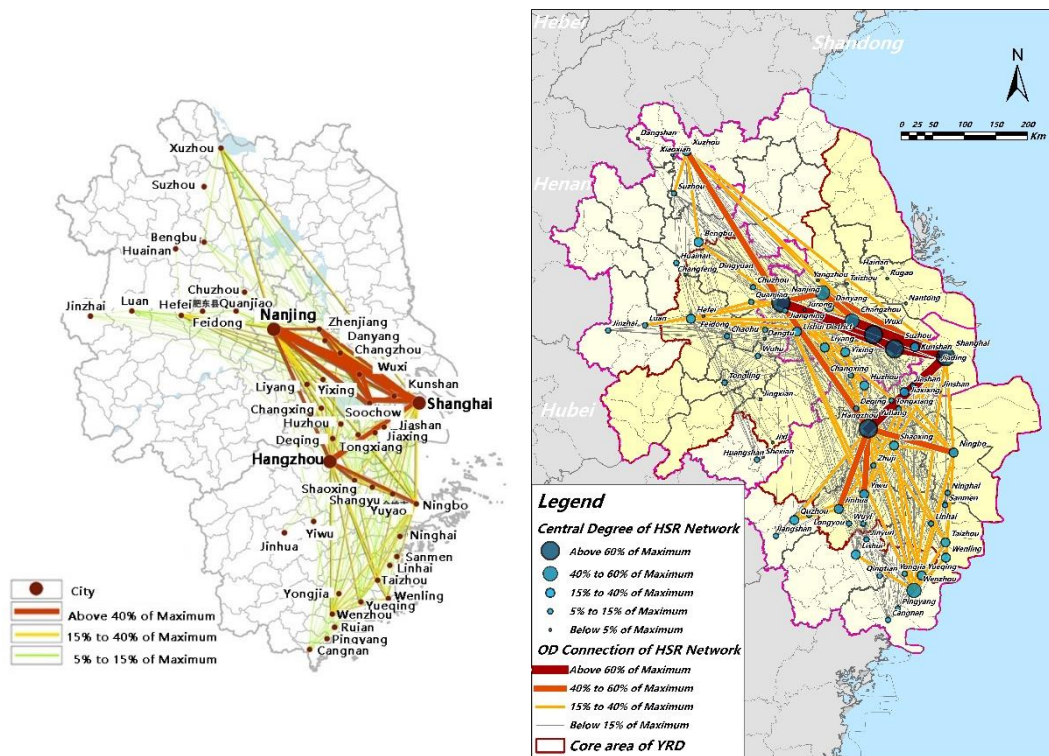 Xuzhou
Suzhou
Bengbu
Huainan
Chuzhou
Jinzhai
Luan
Hefei
肥东县
Quanjiao
Feidong
Nanjing
Zhenjiang
Danyang
Changzhou
Wuxi
Kunshan
Shanghai
Liyang
Yixing
Soochow
Changxing
Huzhou
Jiashan
Jiaxing
Deqing
Tongxiang
Hangzhou
Shaoxing
Shangyu
Yuyao
Ningbo
Yiwu
Jinhua
Ninghai
Sanmen
Linhai
Taizhou
Wenling
Yongjia
Yueqing
Wenzhou
Ruian
Pingyang
Cangnan
City
Above 40% of Maximum
15% to 40% of Maximum
5% to 15% of Maximum
Hebei
Shandong
N
0 25 50 100 150 200
Km
Henan
Hubei
Dangshan
Xuzhou
Xiaoxian
Suzhou
Bengbu
Huainan
Dingyuan
Changfeng
Chuzhou
Quanjiao
Nanjing
Yangzhou
Taizhou
Hainan
Rugao
Nantong
Danyang
Jurong
Changzhou
Jiangning
Wuxi
Suzhou
Kunshan
Shanghai
Jiading
Hefei
Luan
Jinzhai
Feidong
Chaohu
Dangtu
Lishui District
Liyang
Yixing
Wuhu
Changxing
Huzhou
Jiashan
Jinshan
Jiaxing
Tongling
Jingxian
Deqing
Tongxiang
Hangzhou
Yuhang
Shaoxing
Ningbo
Jixi
Huangshan
Shexian
Zhuji
Yiwu
Ninghai
Sanmen
Jinhua
Quzhou
Longyou
Wuyi
Linhai
Jiangshan
Jinyun
Lishui
Taizhou
Wenling
Qingtian
Yongjia
Yueqing
Wenzhou
Pingyang
Cangnan
Legend
Central Degree of HSR Network
Above 60% of Maximum
40% to 60% of Maximum
15% to 40% of Maximum
5% to 15% of Maximum
Below 5% of Maximum
OD Connection of HSR Network
Above 60% of Maximum
40% to 60% of Maximum
15% to 40% of Maximum
Below 15% of Maximum
Core area of YRD